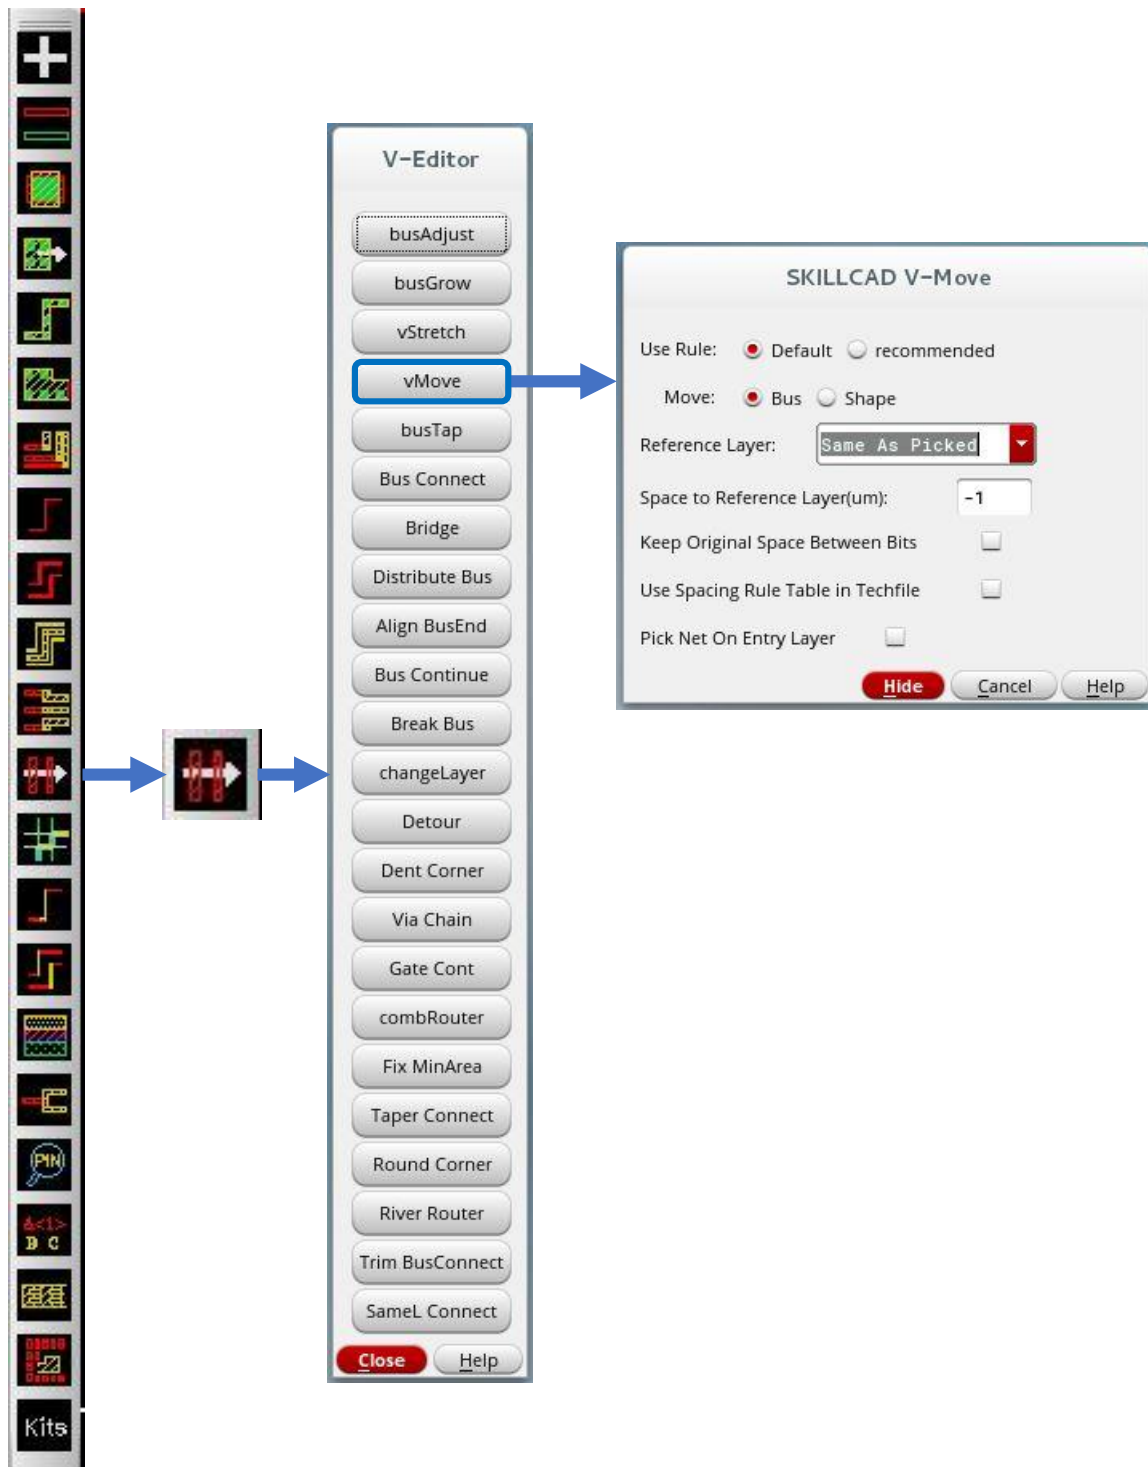 PIN
A<1>
B C
Kits
V-Editor
busAdjust
busGrow
vStretch
vMove
busTap
Bus Connect
Bridge
Distribute Bus
Align BusEnd
Bus Continue
Break Bus
changeLayer
Detour
Dent Corner
Via Chain
Gate Cont
combRouter
Fix MinArea
Taper Connect
Round Corner
River Router
Trim BusConnect
SameL Connect
Close Help
SKILLCAD V-Move
Use Rule: Default recommended
Move: Bus Shape
Reference Layer: Same As Picked
Space to Reference Layer(um): -1
Keep Original Space Between Bits
Use Spacing Rule Table in Techfile
Pick Net On Entry Layer
Hide Cancel Help